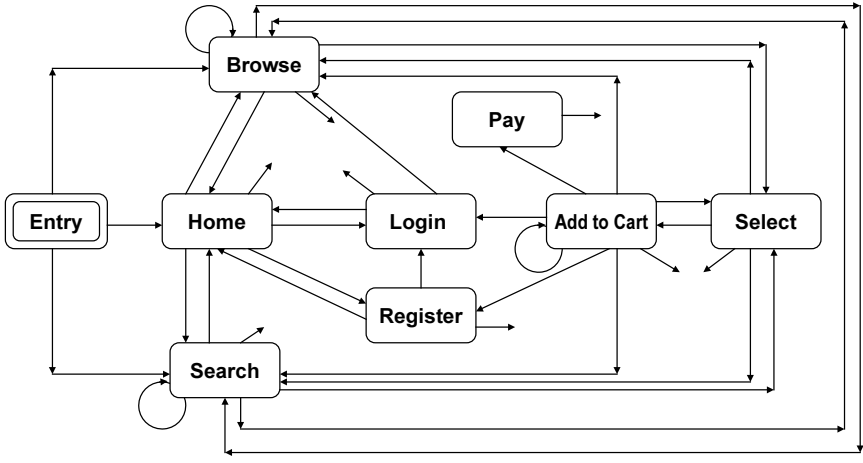 Browse
Pay
Entry
Home
Login
Add to Cart
Select
Register
Search